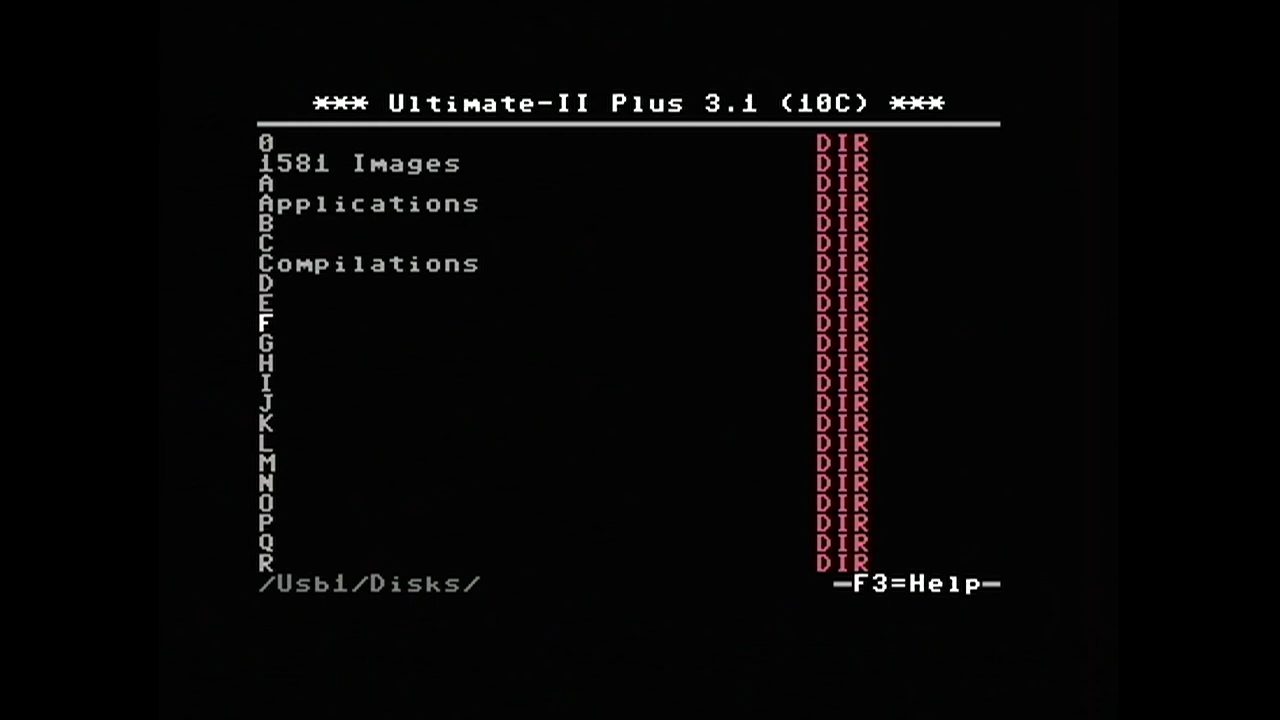 *** Ultimate-II Plus 3.1 (10C) ***
0 DIR
1581 Images DIR
A DIR
Applications DIR
B DIR
C DIR
Compilations DIR
D DIR
E DIR
F DIR
G DIR
H DIR
I DIR
J DIR
K DIR
L DIR
M DIR
N DIR
O DIR
P DIR
Q DIR
R DIR
/Usb1/Disks/ —F3=Help—